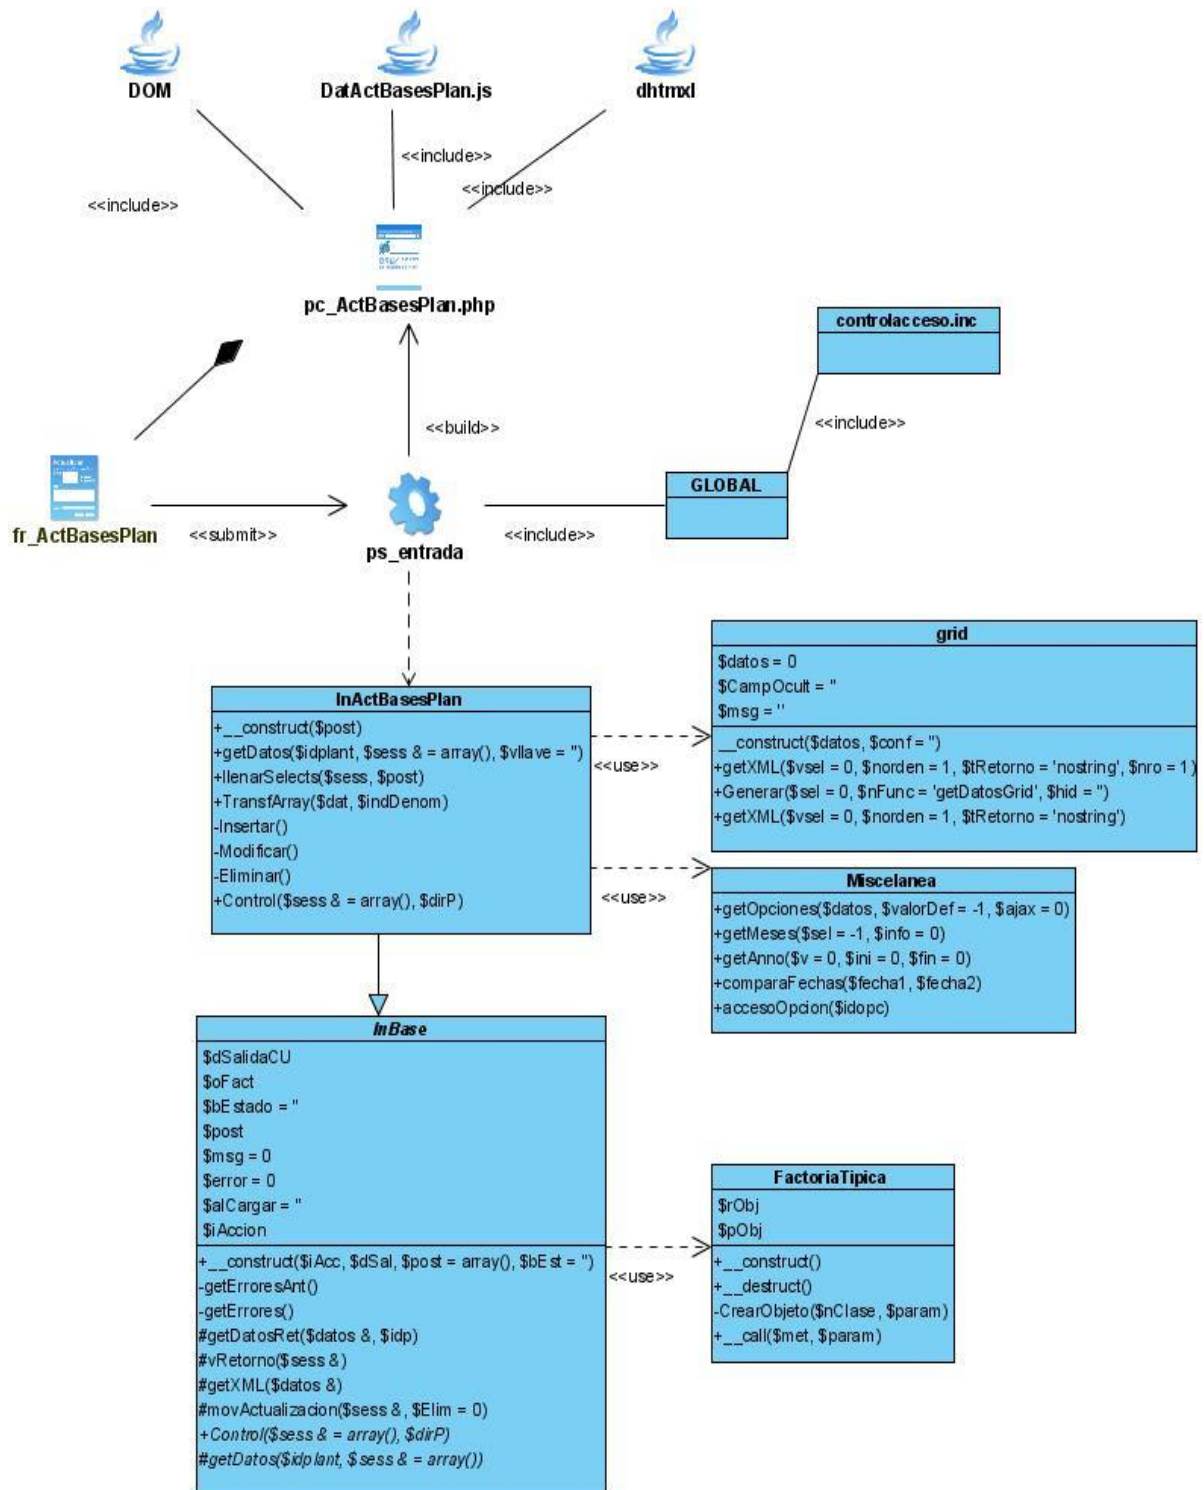 DOM
DatActBasesPlan.js
dhtmxl
<<include>>
<<include>>
<<include>>
pc_ActBasesPlan.php
controlacceso.inc
<<include>>
<<build>>
GLOBAL
fr_ActBasesPlan
<<submit>>
ps_entrada
<<include>>
grid
$datos = 0
$CampOcult = ''
$msg = ''
__construct($datos, $conf = '')
+getXML($vsel = 0, $norden = 1, $tRetorno = 'nostring', $nro = 1)
+Generar($sel = 0, $nFunc = 'getDatosGrid', $hid = '')
+getXML($vsel = 0, $norden = 1, $tRetorno = 'nostring')
InActBasesPlan
+__construct($post)
+getDatos($idplant, $sess & = array(), $vllave = '')
+llenarSelects($sess, $post)
+TransfArray($dat, $indDenom)
-Insertar()
-Modificar()
-Eliminar()
+Control($sess & = array(), $dirP)
<<use>>
<<use>>
Miscelanea
+getOpciones($datos, $valorDef = -1, $ajax = 0)
+getMeses($sel = -1, $info = 0)
+getAnno($v = 0, $ini = 0, $fin = 0)
+comparaFechas($fecha1, $fecha2)
+accesoOpcion($idopc)
InBase
$dSalidaCU
$oFact
$bEstado = ''
$post
$msg = 0
$error = 0
$alCargar = ''
$iAccion
+__construct($iAcc, $dSal, $post = array(), $bEst = '')
-getErroresAnt()
-getErrores()
#getDatosRet($datos &, $idp)
#vRetorno($sess &)
#getXML($datos &)
#movActualizacion($sess &, $Elim = 0)
+Control($sess & = array(), $dirP)
#getDatos($idplant, $sess & = array())
<<use>>
FactoriaTipica
$rObj
$pObj
+__construct()
+__destruct()
-CrearObjeto($nClase, $param)
+__call($met, $param)